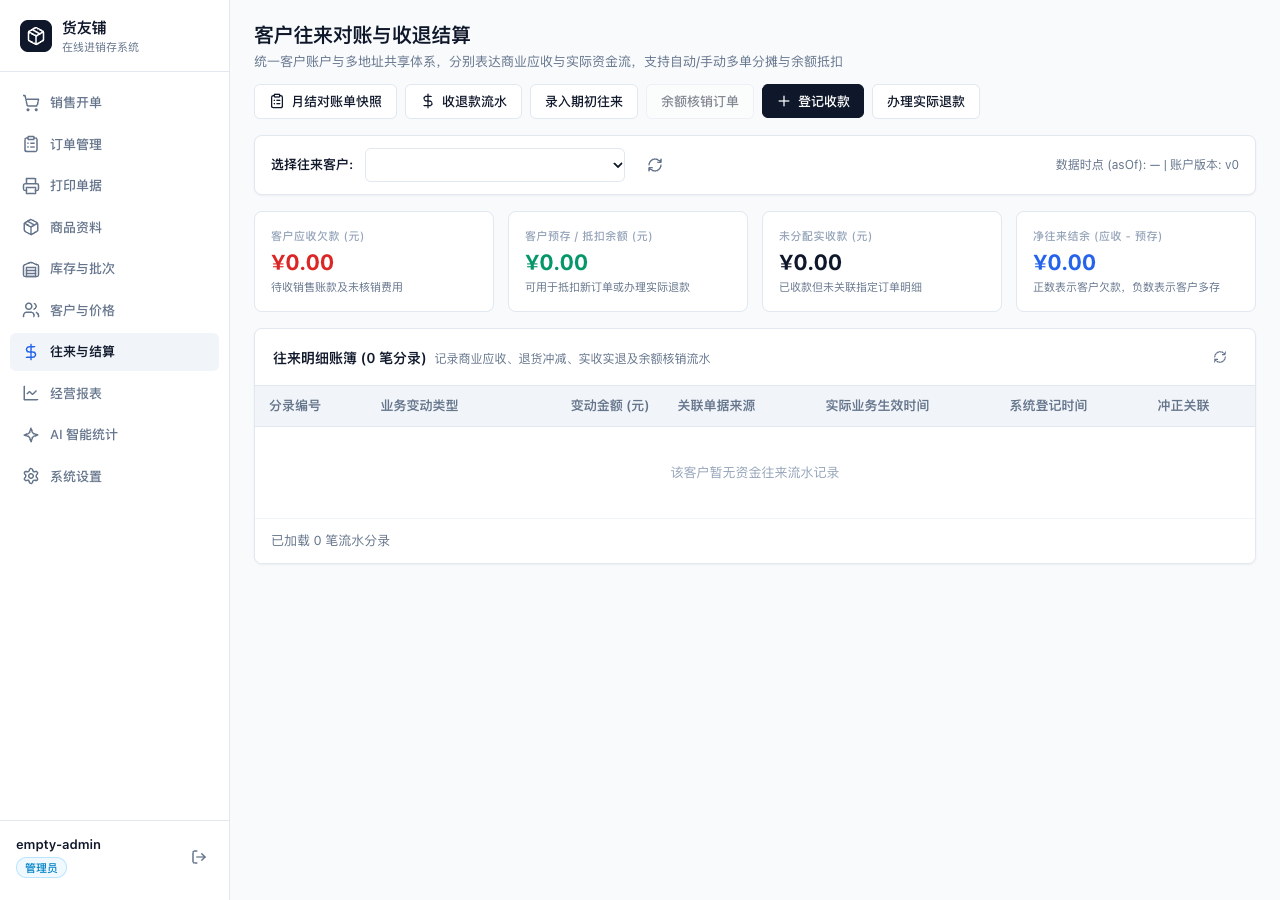 货友铺
在线进销存系统
销售开单
订单管理
打印单据
商品资料
库存与批次
客户与价格
往来与结算
经营报表
AI 智能统计
系统设置
empty-admin
管理员
客户往来对账与收退结算
统一客户账户与多地址共享体系，分别表达商业应收与实际资金流，支持自动/手动多单分摊与余额抵扣
月结对账单快照 收退款流水 录入期初往来 余额核销订单 登记收款 办理实际退款
选择往来客户: 数据时点 (asOf): — | 账户版本: v0
客户应收欠款 (元)
¥0.00
待收销售账款及未核销费用
客户预存 / 抵扣余额 (元)
¥0.00
可用于抵扣新订单或办理实际退款
未分配实收款 (元)
¥0.00
已收款但未关联指定订单明细
净往来结余 (应收 - 预存)
¥0.00
正数表示客户欠款，负数表示客户多存
往来明细账簿 (0 笔分录) 记录商业应收、退货冲减、实收实退及余额核销流水
分录编号 业务变动类型 变动金额 (元) 关联单据来源 实际业务生效时间 系统登记时间 冲正关联
该客户暂无资金往来流水记录
已加载 0 笔流水分录